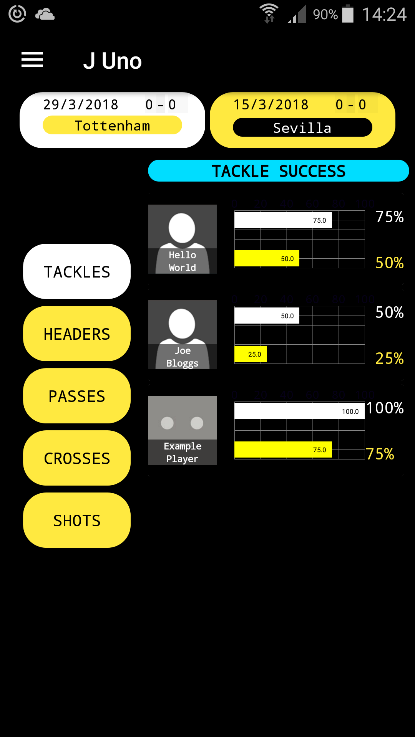 90% 14:24
J Uno
29/3/2018 0 - 0
Tottenham
15/3/2018 0 - 0
Sevilla
TACKLE SUCCESS
TACKLES
HEADERS
PASSES
CROSSES
SHOTS
Hello
World
75.0
75%
50.0
50%
Joe
Bloggs
50.0
50%
25.0
25%
Example
Player
100.0
100%
75.0
75%